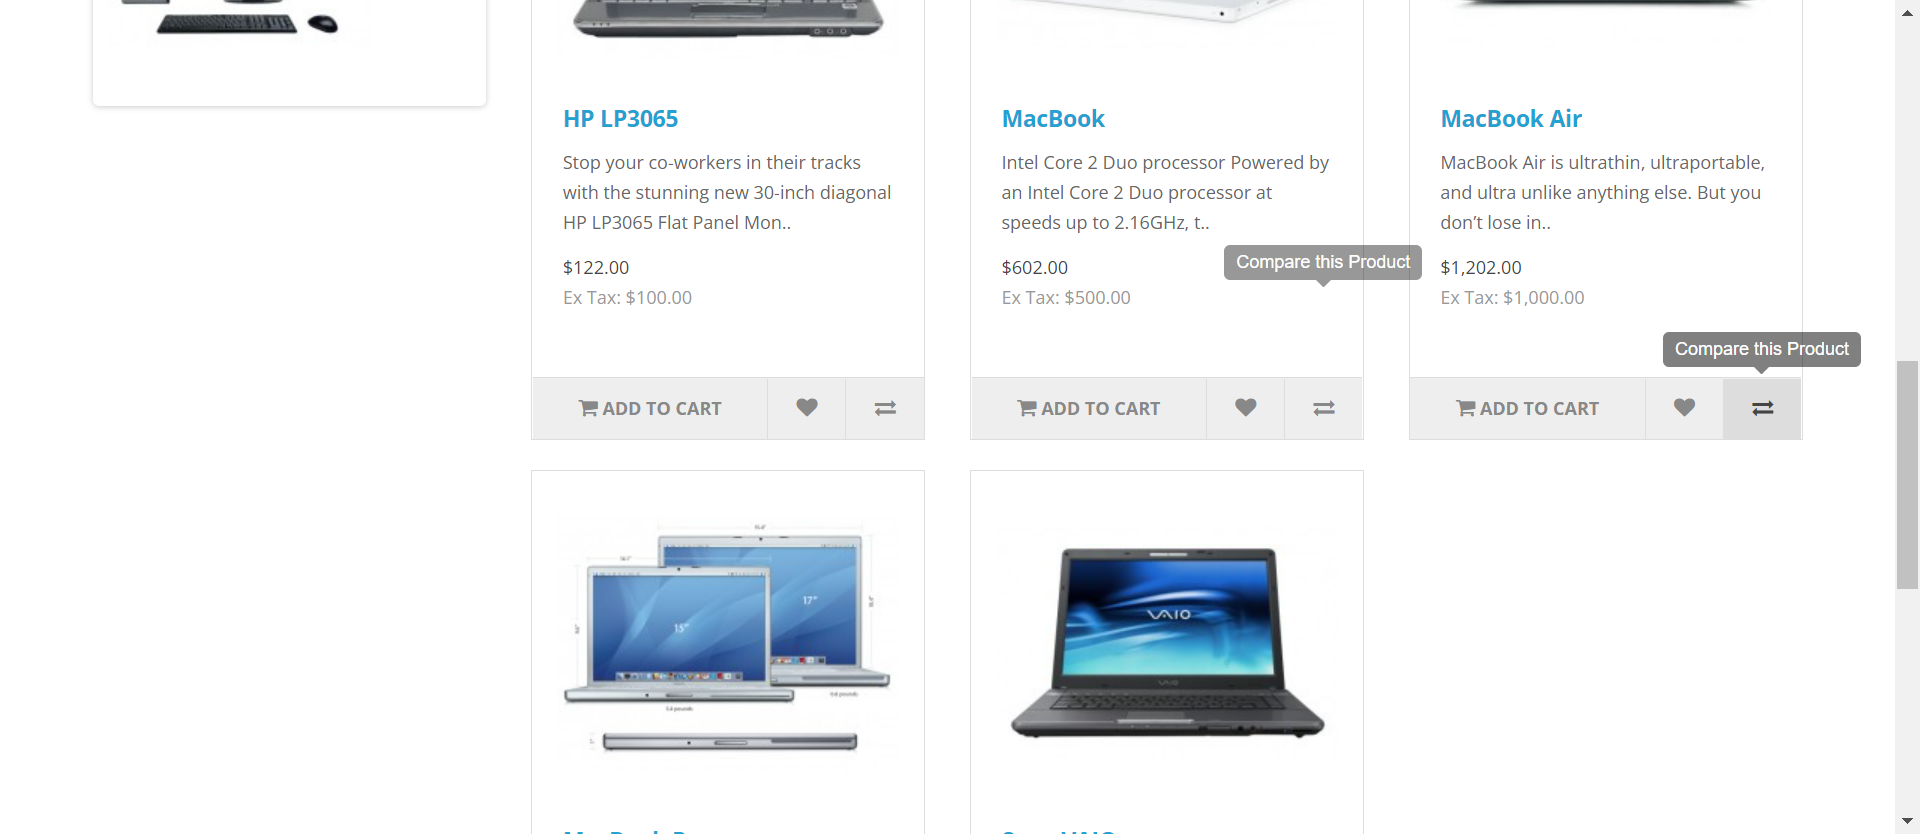 HP LP3065
Stop your co-workers in their tracks
with the stunning new 30-inch diagonal
HP LP3065 Flat Panel Mon..
$122.00
Ex Tax: $100.00
ADD TO CART
MacBook
Intel Core 2 Duo processor Powered by
an Intel Core 2 Duo processor at
speeds up to 2.16GHz, t..
Compare this Product
$602.00
Ex Tax: $500.00
ADD TO CART
MacBook Air
MacBook Air is ultrathin, ultraportable,
and ultra unlike anything else. But you
don’t lose in..
$1,202.00
Ex Tax: $1,000.00
Compare this Product
ADD TO CART
17"
15"
VAIO